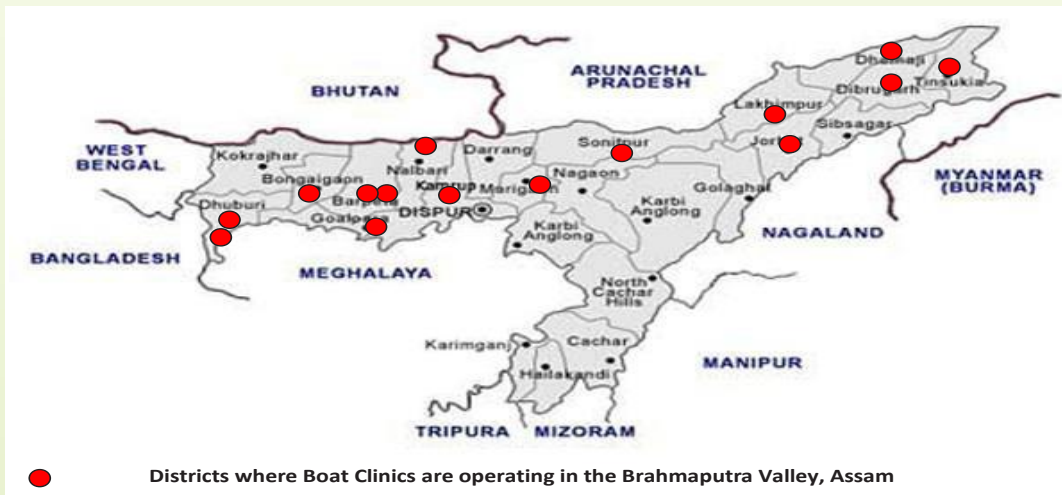 ARUNACHAL
PRADESH
BHUTAN
Dhemaji
Tinsukia
Dibrugarh
Lakhimpur
Sibsagar
Jorhat
WEST
BENGAL
Kokrajhar
Darrang
Sonitpur
Nalbari
Nagaon
MYANMAR
(BURMA)
Bongaigaon
Kamrup
Marigaon
Golaghat
Barpeta
Dhuburi
DISPUR
Karbi
Anglong
Goalpara
Karbi
Anglong
NAGALAND
BANGLADESH
MEGHALAYA
North
Cachar
Hills
Karimganj
Cachar
MANIPUR
Hailakandi
TRIPURA
MIZORAM
Districts where Boat Clinics are operating in the Brahmaputra Valley, Assam